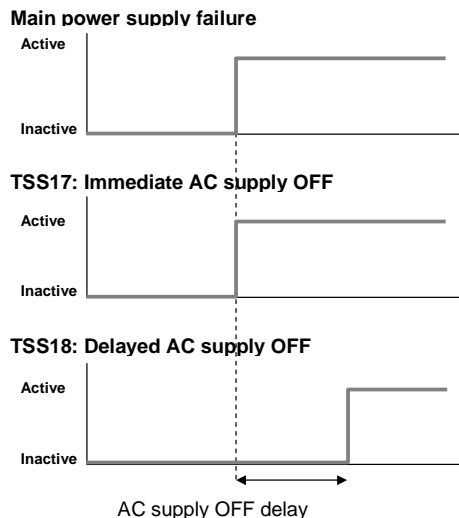 Main power supply failure
Active
Inactive
TSS17: Immediate AC supply OFF
Active
Inactive
TSS18: Delayed AC supply OFF
Active
Inactive
AC supply OFF delay